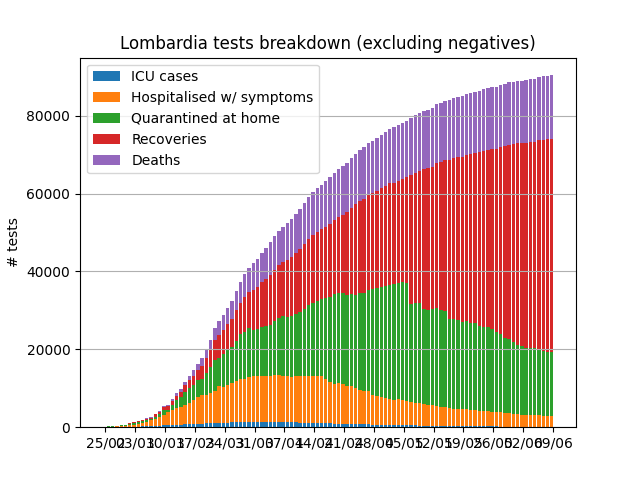 Lombardia tests breakdown (excluding negatives)
ICU cases
Hospitalised w/ symptoms
Quarantined at home
Recoveries
Deaths
# tests
80000
60000
40000
20000
0
25/02 03/03 10/03 17/03 24/03 31/03 07/04 14/04 21/04 28/04 05/05 12/05 19/05 26/05 02/06 09/06